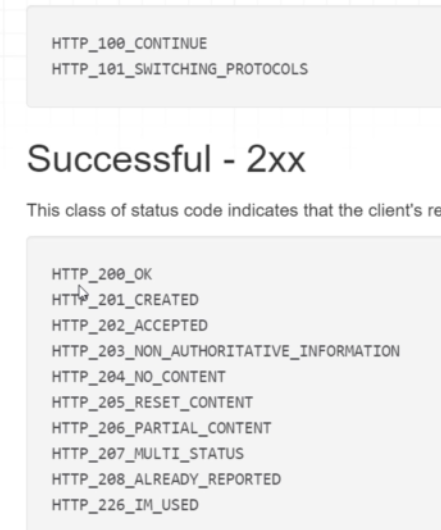 HTTP_100_CONTINUE
HTTP_101_SWITCHING_PROTOCOLS
Successful - 2xx
This class of status code indicates that the client's re
HTTP_200_OK
HTTP_201_CREATED
HTTP_202_ACCEPTED
HTTP_203_NON_AUTHORITATIVE_INFORMATION
HTTP_204_NO_CONTENT
HTTP_205_RESET_CONTENT
HTTP_206_PARTIAL_CONTENT
HTTP_207_MULTI_STATUS
HTTP_208_ALREADY_REPORTED
HTTP_226_IM_USED